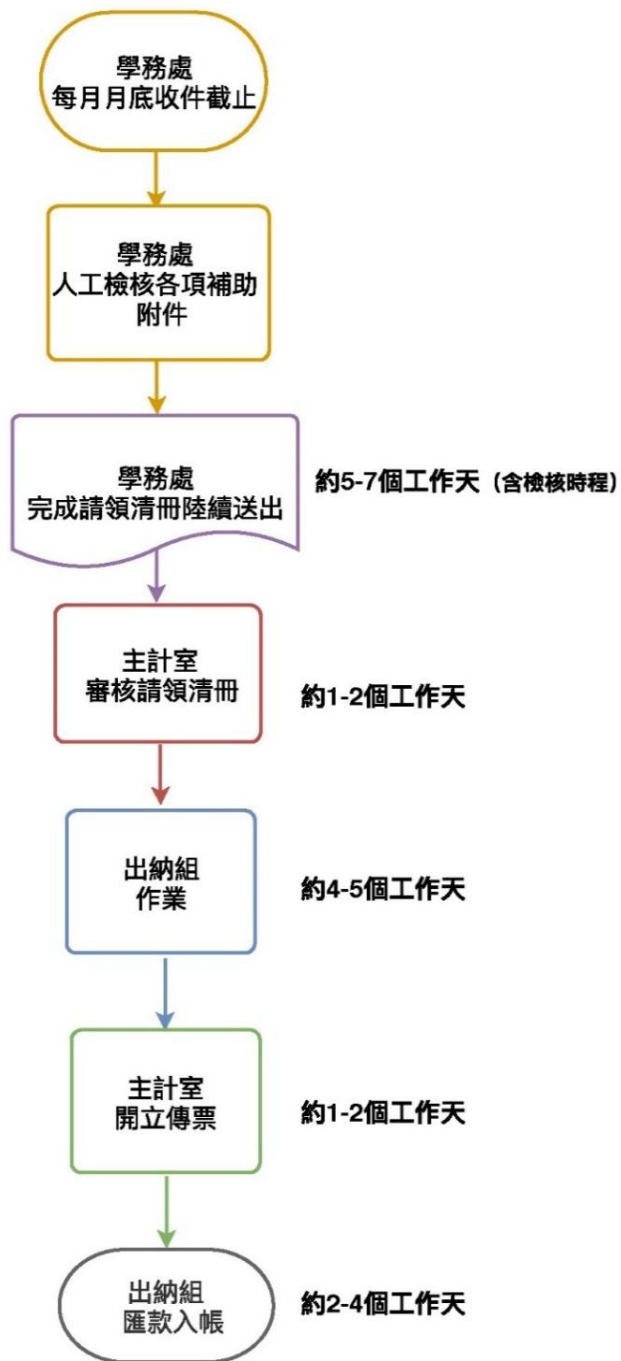 學務處
每月月底收件截止
學務處
人工檢核各項補助
附件
學務處
完成請領清冊陸續送出
約5-7個工作天（含檢核時程）
主計室
審核請領清冊
約1-2個工作天
出納組
作業
約4-5個工作天
主計室
開立傳票
約1-2個工作天
出納組
匯款入帳
約2-4個工作天